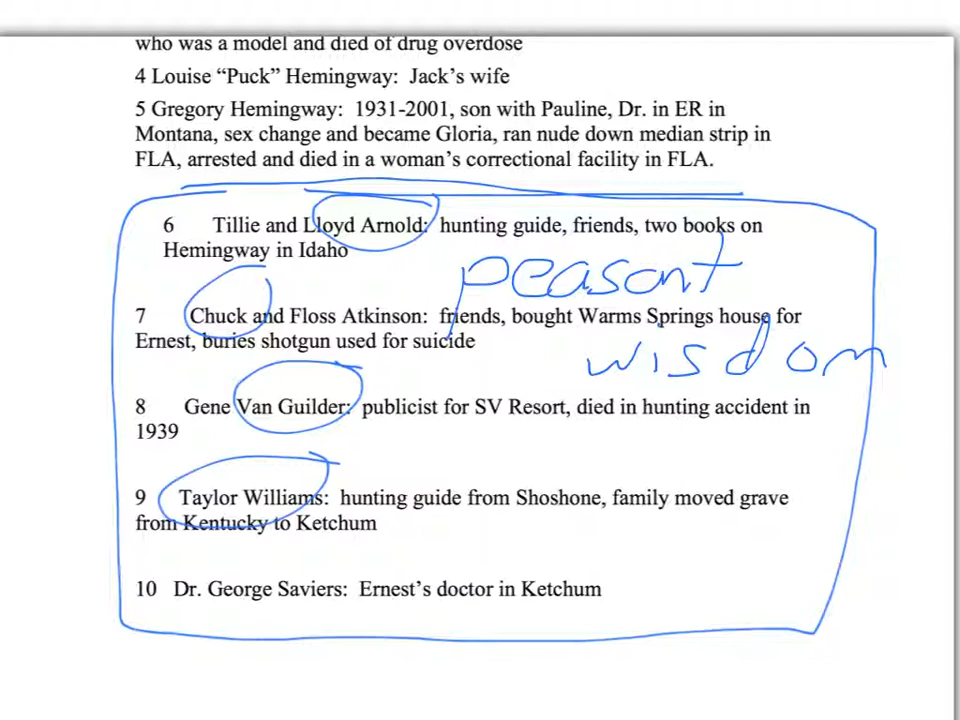 who was a model and died of drug overdose
4 Louise “Puck” Hemingway: Jack’s wife
5 Gregory Hemingway: 1931-2001, son with Pauline, Dr. in ER in
Montana, sex change and became Gloria, ran nude down median strip in
FLA, arrested and died in a woman’s correctional facility in FLA.
6 Tillie and Lloyd Arnold: hunting guide, friends, two books on
Hemingway in Idaho
peasant
7 Chuck and Floss Atkinson: friends, bought Warms Springs house for
Ernest, buries shotgun used for suicide
wisdom
8 Gene Van Guilder: publicist for SV Resort, died in hunting accident in
1939
9 Taylor Williams: hunting guide from Shoshone, family moved grave
from Kentucky to Ketchum
10 Dr. George Saviers: Ernest’s doctor in Ketchum